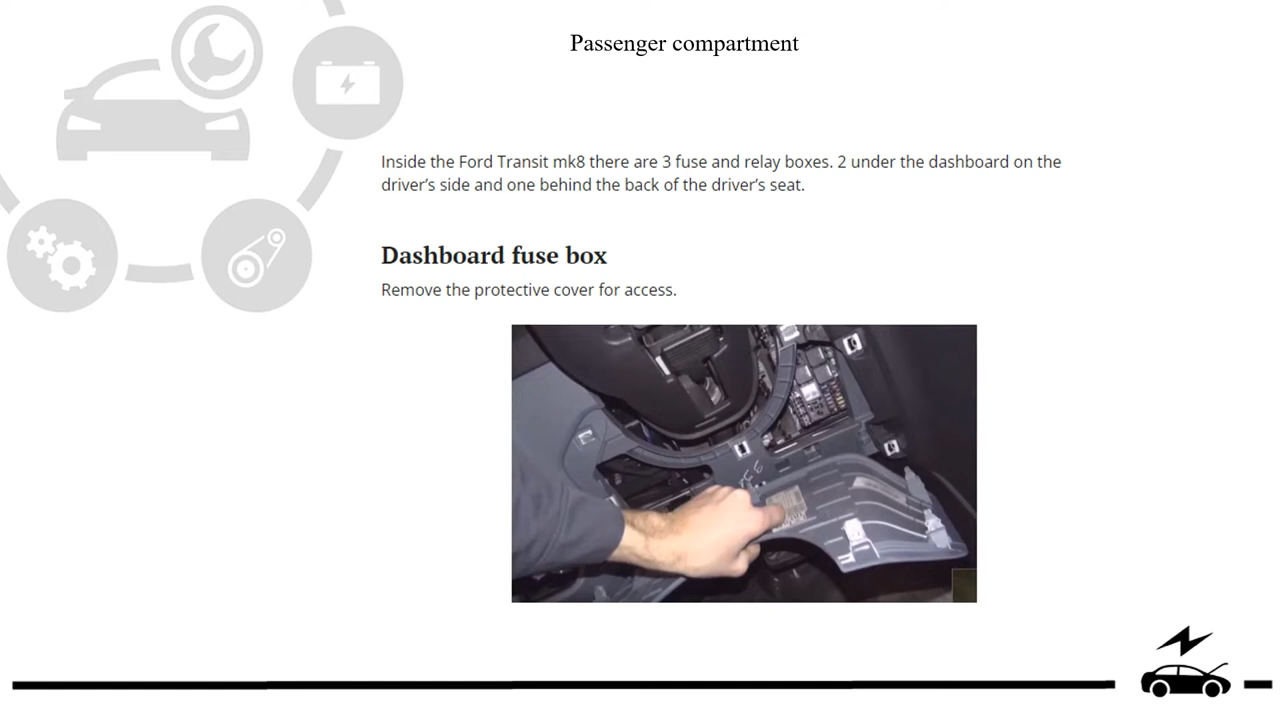 Passenger compartment
Inside the Ford Transit mk8 there are 3 fuse and relay boxes. 2 under the dashboard on the
driver’s side and one behind the back of the driver’s seat.
Dashboard fuse box
Remove the protective cover for access.